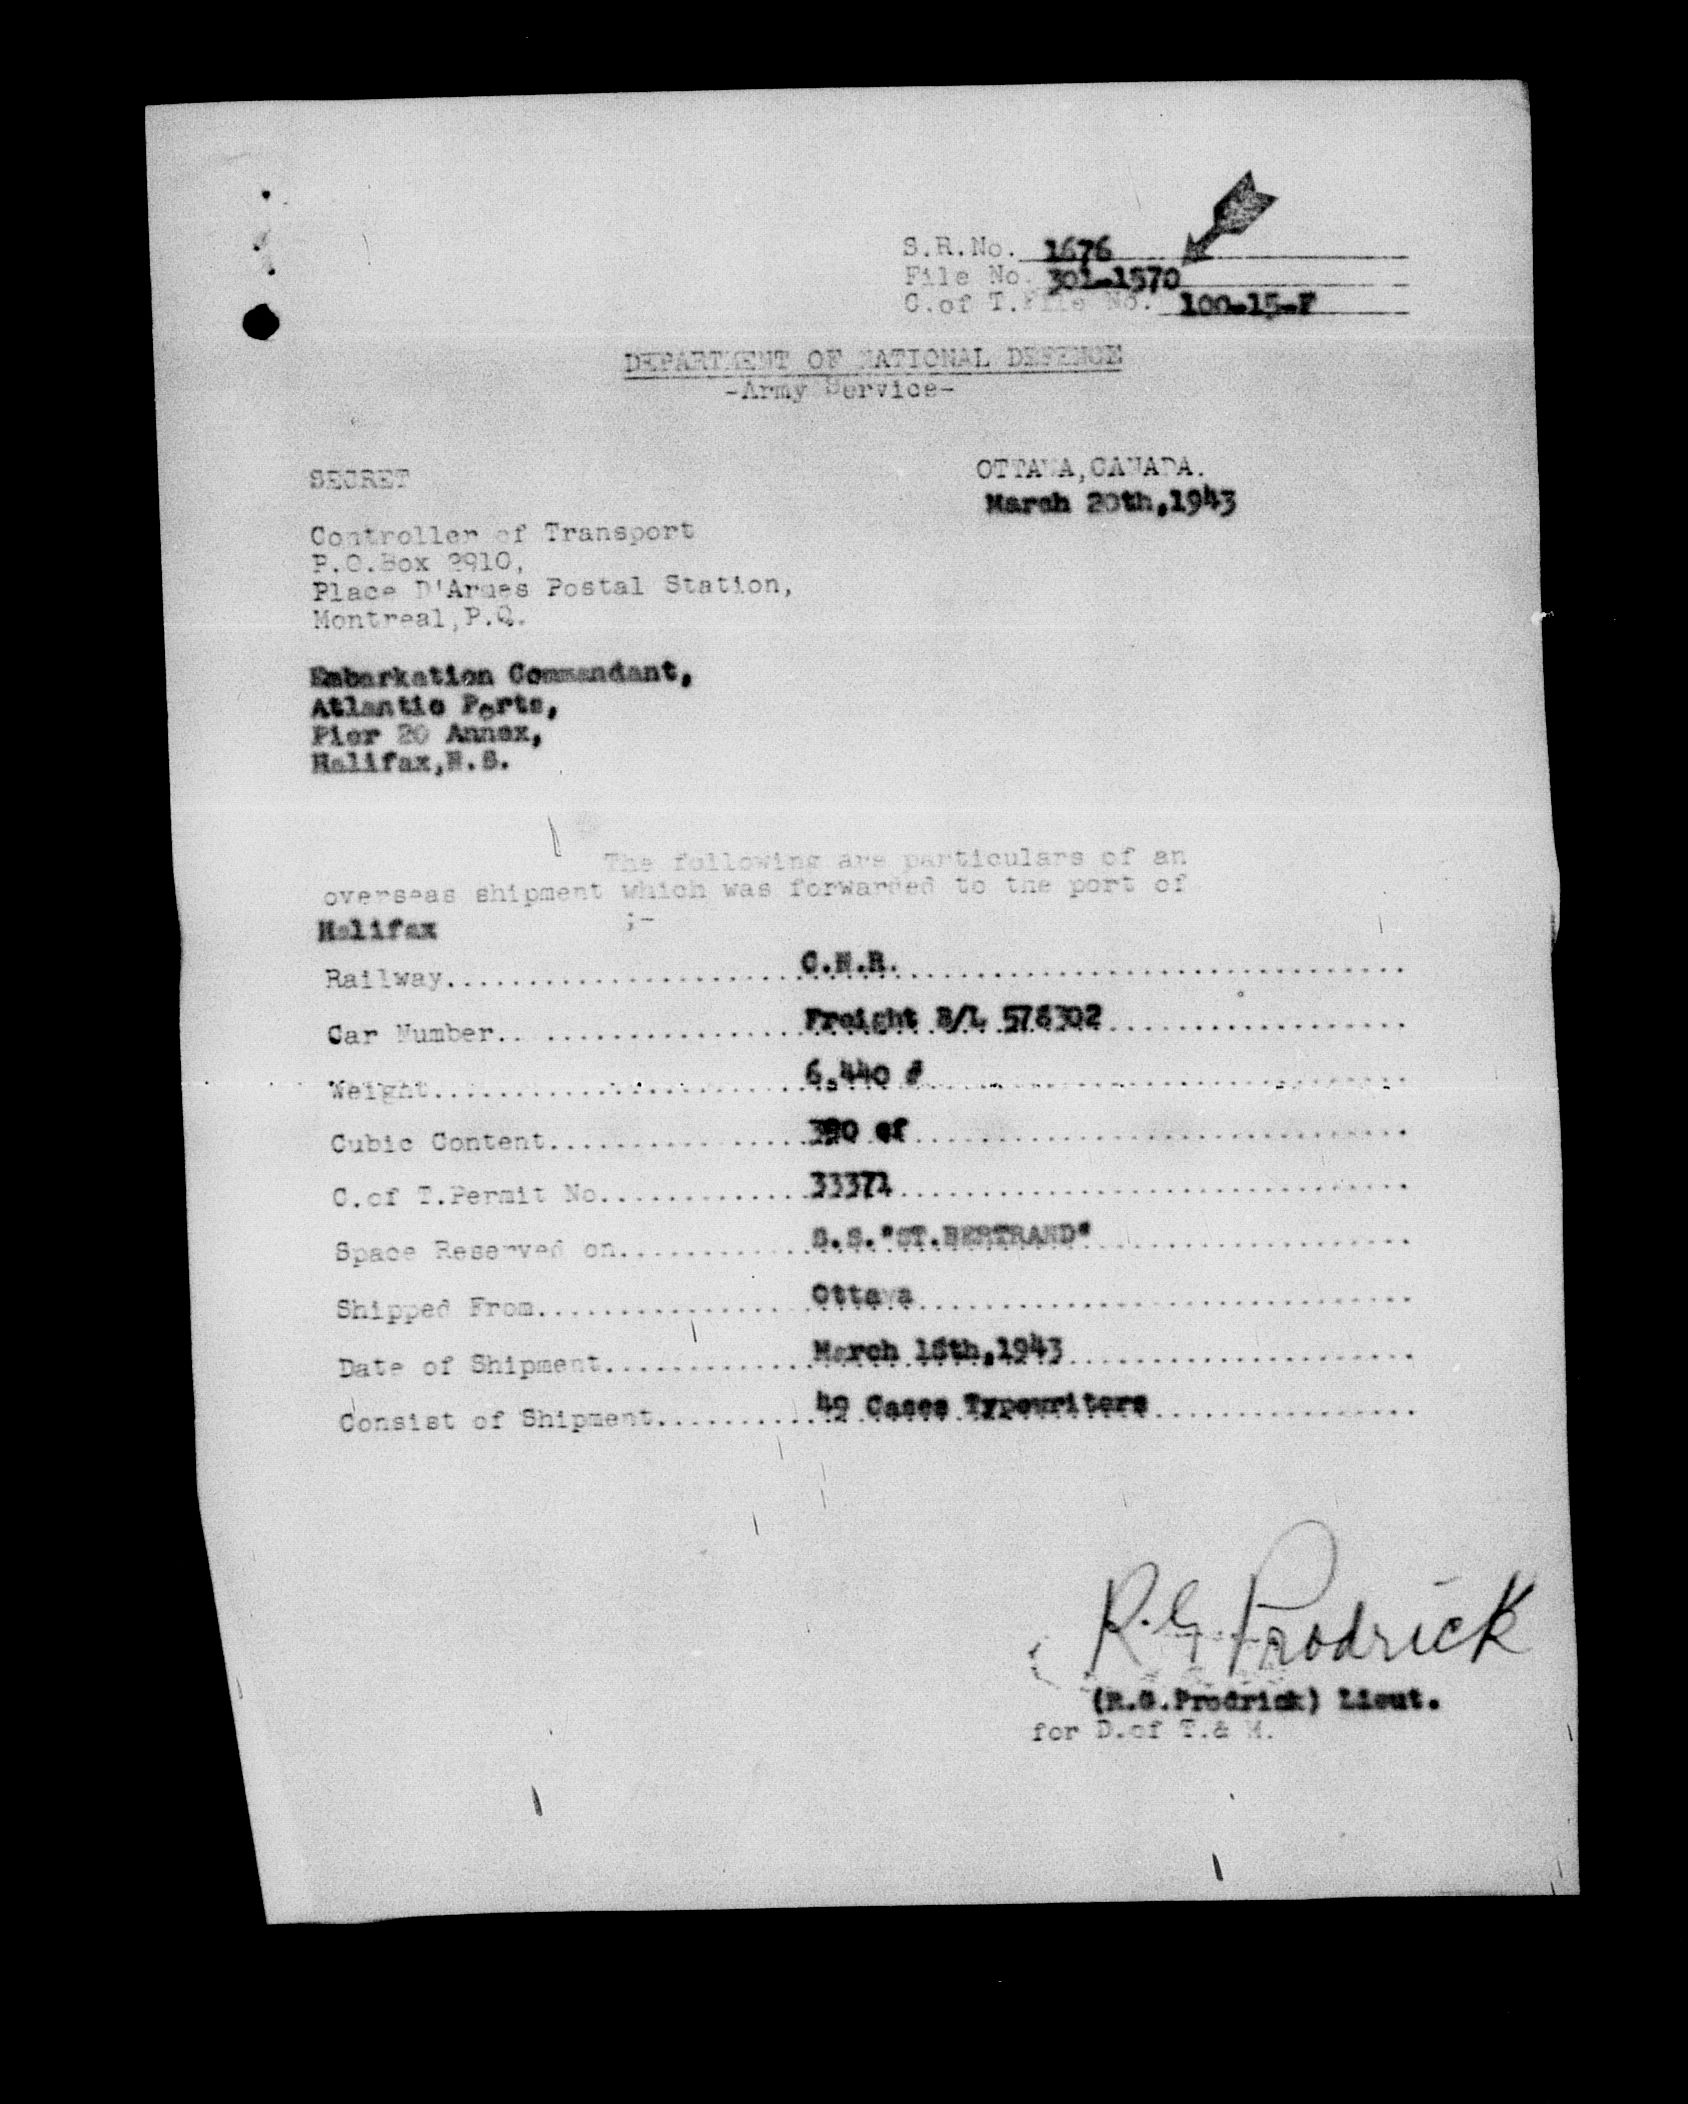 S.R.No. 1676
File No. 301-1570
C.of T.File No. 100-15-F
DEPARTMENT OF NATIONAL DEFENCE
-Army Service-
SECRET
OTTAWA,CANADA.
March 20th,1943
Controller of Transport
P.O.Box 2910,
Place D'Armes Postal Station,
Montreal,P.Q.
Embarkation Commandant,
Atlantic Ports,
Pier 20 Annex,
Halifax,N.S.
The following are particulars of an
overseas shipment which was forwarded to the port of
Halifax ;-
Railway....................C.N.R.
Car Number....................Freight B/L 576302
Weight....................6,440 #
Cubic Content....................390 cf
C.of T.Permit No....................33371
Space Reserved on....................S.S."ST.BERTRAND"
Shipped From....................Ottawa
Date of Shipment....................March 16th,1943
Consist of Shipment....................49 Cases Typewriters
R.G. Prodrick
(R.G.Prodrick) Lieut.
for D.of T.& M.